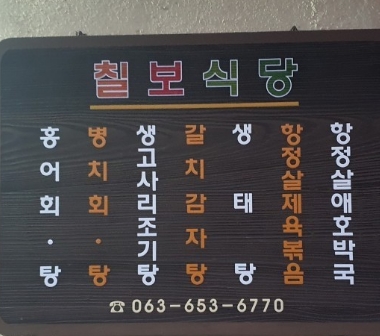 칠보식당
홍어회·탕
병치회·탕
생고사리조기탕
갈치감자탕
생태탕
항정살제육볶음
항정살애호박국
☎ 063-653-6770